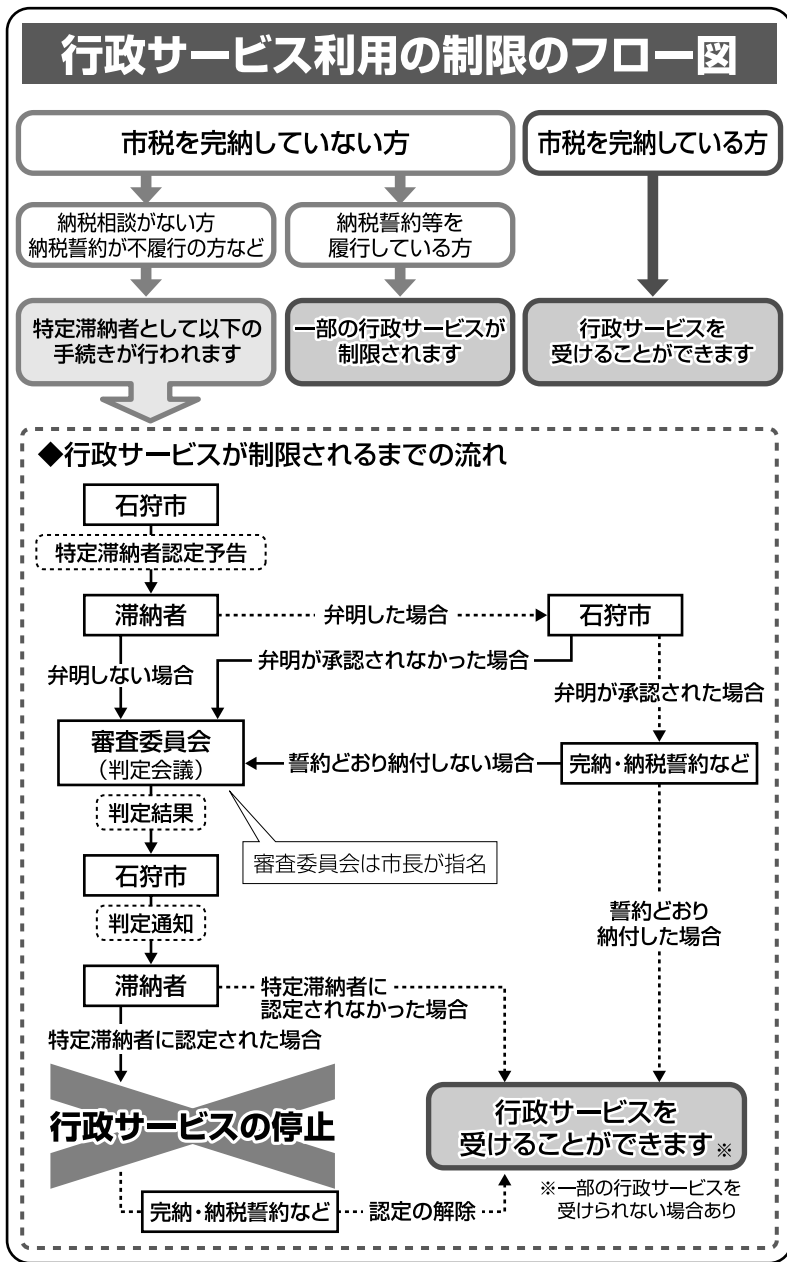 行政サービス利用の制限のフロー図
市税を完納していない方
市税を完納している方
納税相談がない方
納税誓約が不履行の方など
納税誓約等を
履行している方
特定滞納者として以下の
手続きが行われます
一部の行政サービスが
制限されます
行政サービスを
受けることができます
◆行政サービスが制限されるまでの流れ
石狩市
特定滞納者認定予告
滞納者
弁明した場合
石狩市
弁明しない場合
弁明が承認されなかった場合
弁明が承認された場合
審査委員会
（判定会議）
誓約どおり納付しない場合
完納・納税誓約など
判定結果
審査委員会は市長が指名
石狩市
判定通知
誓約どおり
納付した場合
滞納者
特定滞納者に
認定されなかった場合
特定滞納者に認定された場合
行政サービスの停止
行政サービスを
受けることができます※
完納・納税誓約など
認定の解除
※一部の行政サービスを
受けられない場合あり